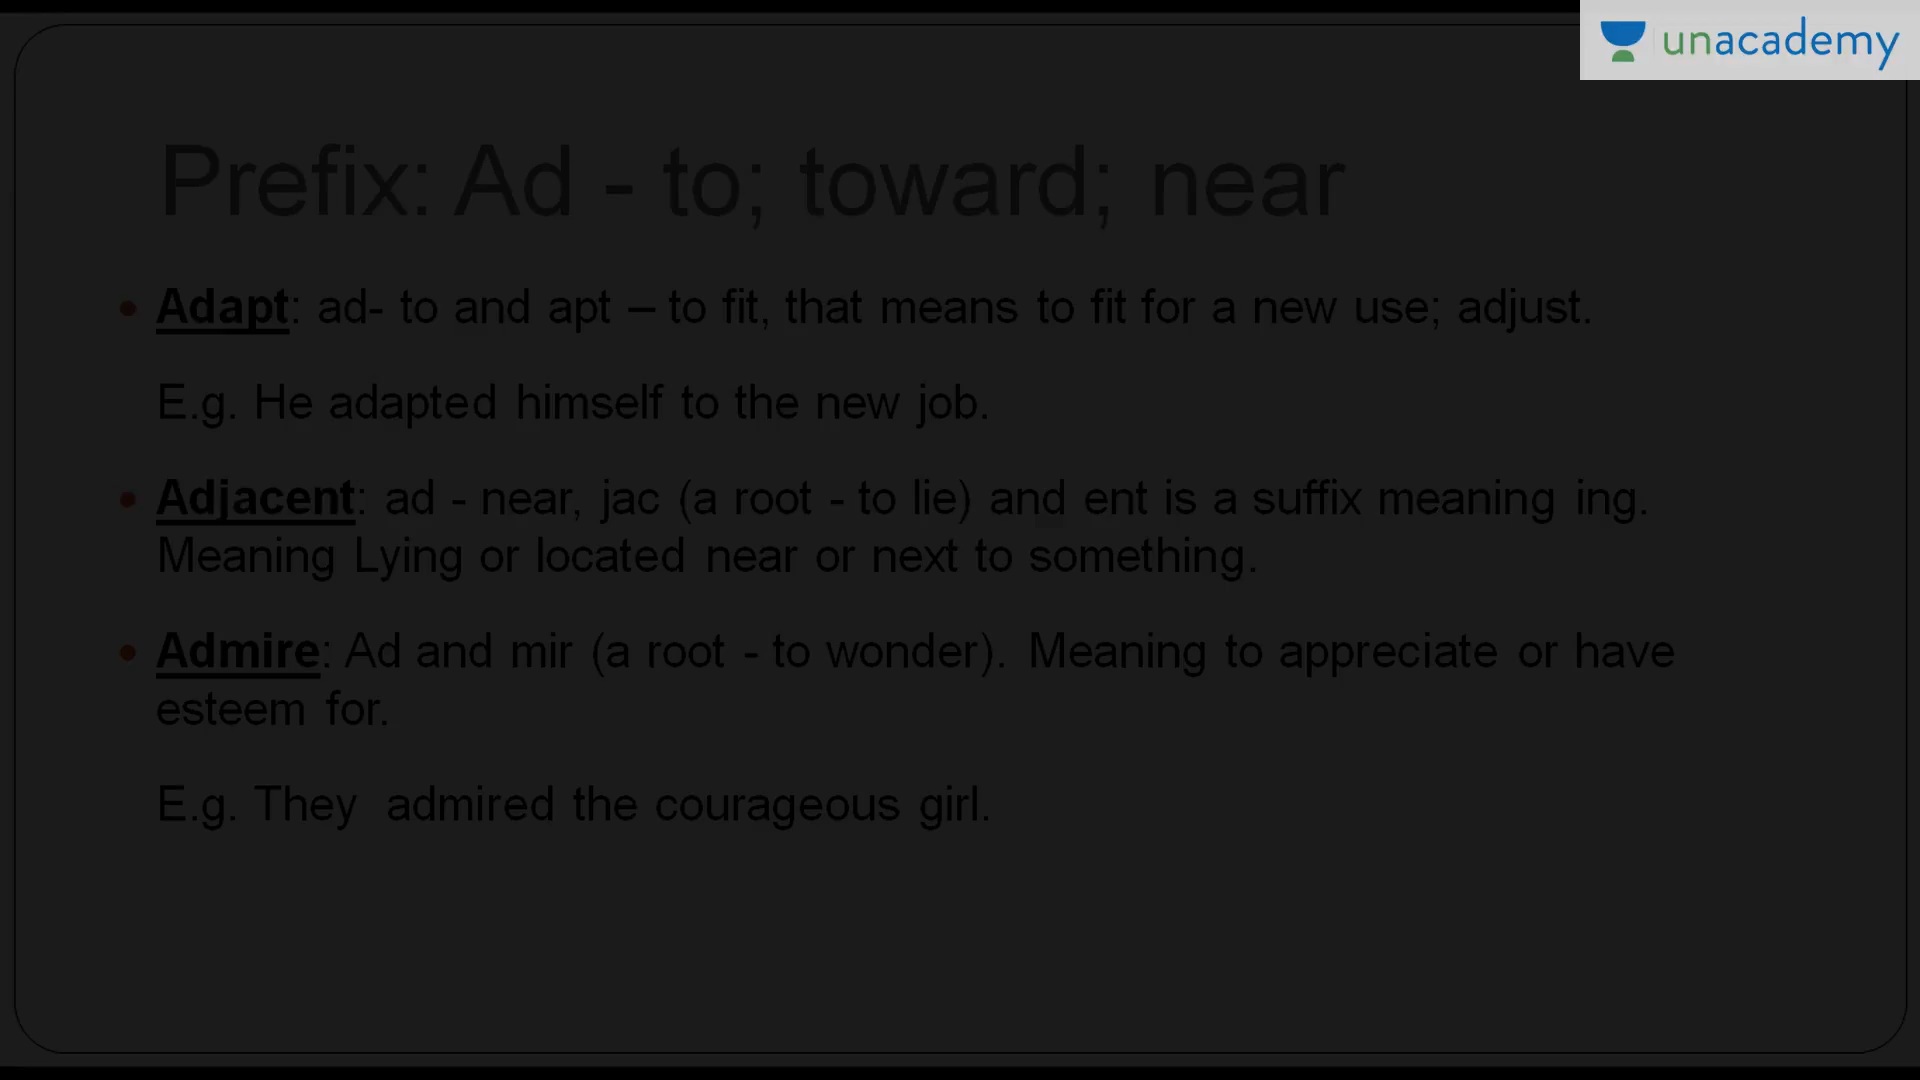 unacademy
Prefix: Ad - to; toward; near
• Adapt: ad- to and apt – to fit, that means to fit for a new use; adjust.
E.g. He adapted himself to the new job.
• Adjacent: ad - near, jac (a root - to lie) and ent is a suffix meaning ing.
Meaning Lying or located near or next to something.
• Admire: Ad and mir (a root - to wonder). Meaning to appreciate or have
esteem for.
E.g. They admired the courageous girl.